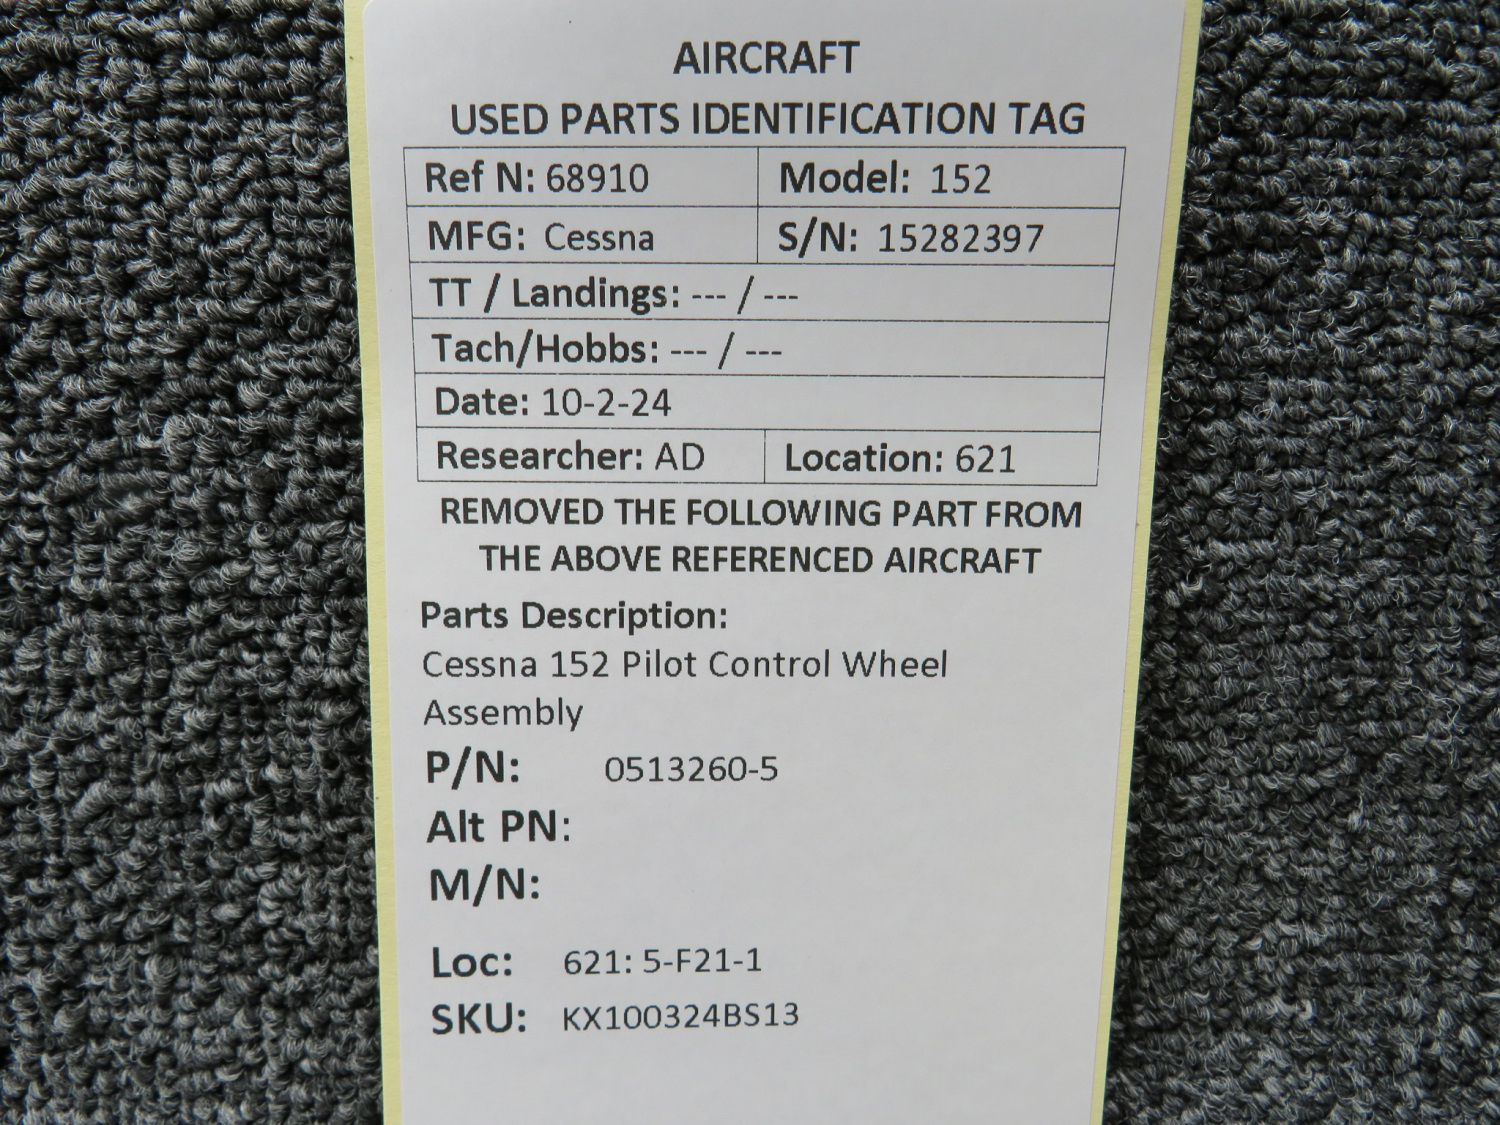 AIRCRAFT
USED PARTS IDENTIFICATION TAG
Ref N: 68910 Model: 152
MFG: Cessna S/N: 15282397
TT / Landings: --- / ---
Tach/Hobbs: --- / ---
Date: 10-2-24
Researcher: AD Location: 621
REMOVED THE FOLLOWING PART FROM
THE ABOVE REFERENCED AIRCRAFT
Parts Description:
Cessna 152 Pilot Control Wheel
Assembly
P/N: 0513260-5
Alt PN:
M/N:
Loc: 621: 5-F21-1
SKU: KX100324BS13